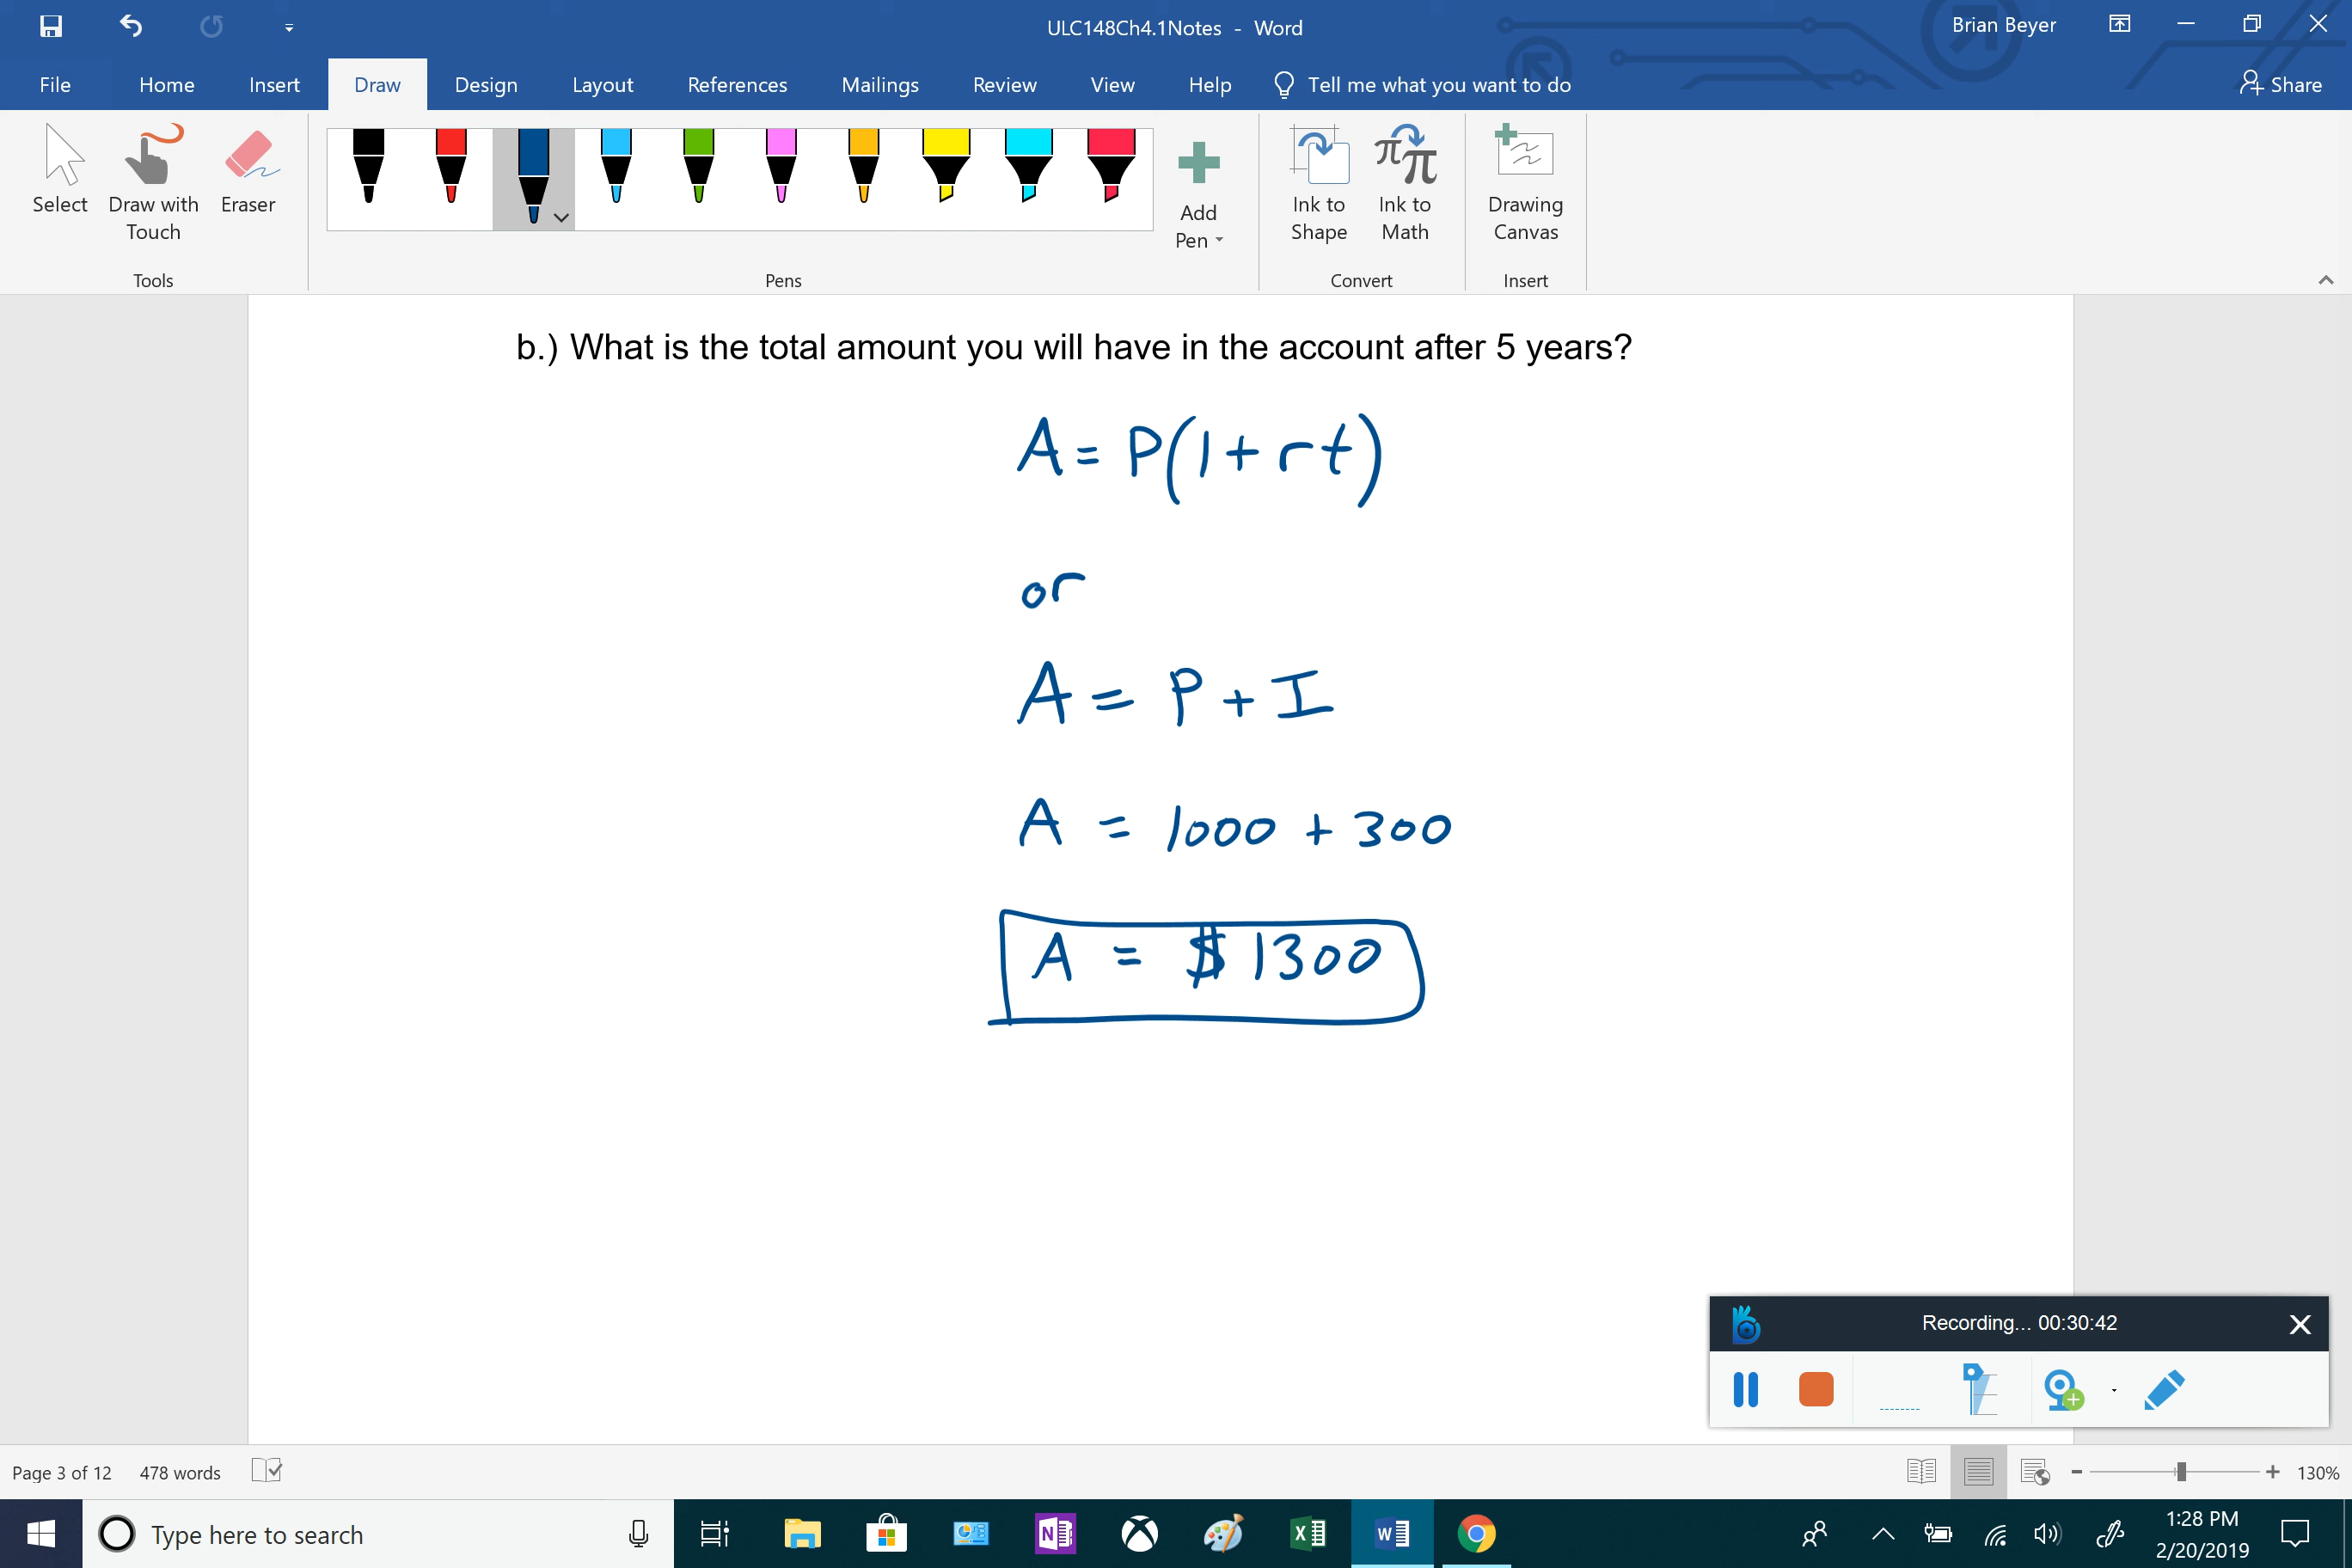 ULC148Ch4.1Notes - Word
Brian Beyer
File Home Insert Draw Design Layout References Mailings Review View Help Tell me what you want to do Share
Select Draw with Touch Eraser Add Pen Ink to Shape Ink to Math Drawing Canvas
Tools Pens Convert Insert
b.) What is the total amount you will have in the account after 5 years?
A = P(1 + rt)
or
A = P + I
A = 1000 + 300
A = $ 1300
Recording... 00:30:42
Page 3 of 12 478 words 130%
Type here to search
1:28 PM
2/20/2019